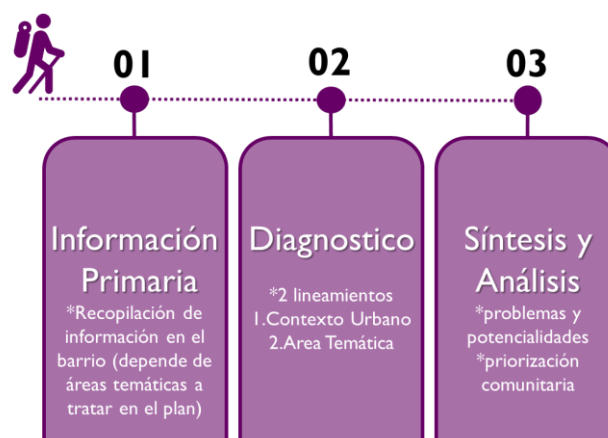 01
02
03
Información
Primaria
*Recopilación de
información en el
barrio (depende de
áreas temáticas a
tratar en el plan)
Diagnostico
*2 lineamientos
1.Contexto Urbano
2.Area Temática
Síntesis y
Análisis
*problemas y
potencialidades
*priorización
comunitaria